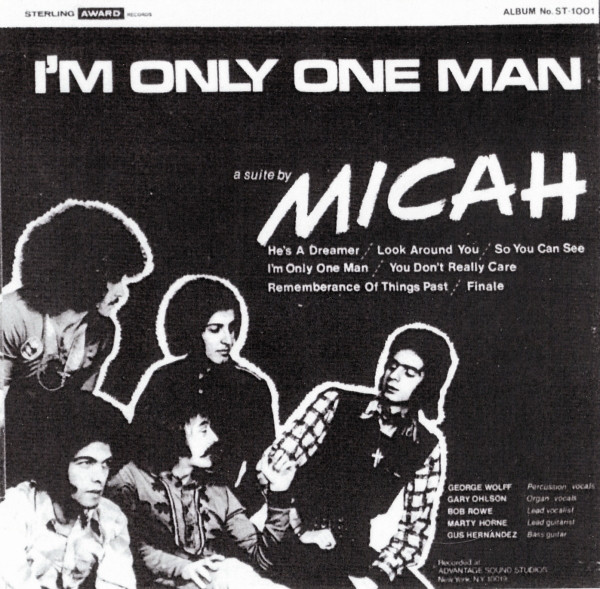 STERLING AWARD RECORDS
ALBUM No. ST-1001
I'M ONLY ONE MAN
a suite by
MICAH
He's A Dreamer // Look Around You // So You Can See
I'm Only One Man // You Don't Really Care
Rememberance Of Things Past // Finale
GEORGE WOLFF Percussion vocals
GARY OHLSON Organ vocals
BOB ROWE Lead vocalist
MARTY HORNE Lead guitarist
GUS HERNANDEZ Bass guitar
Recorded at
ADVANTAGE SOUND STUDIOS
New York, N.Y. 10019